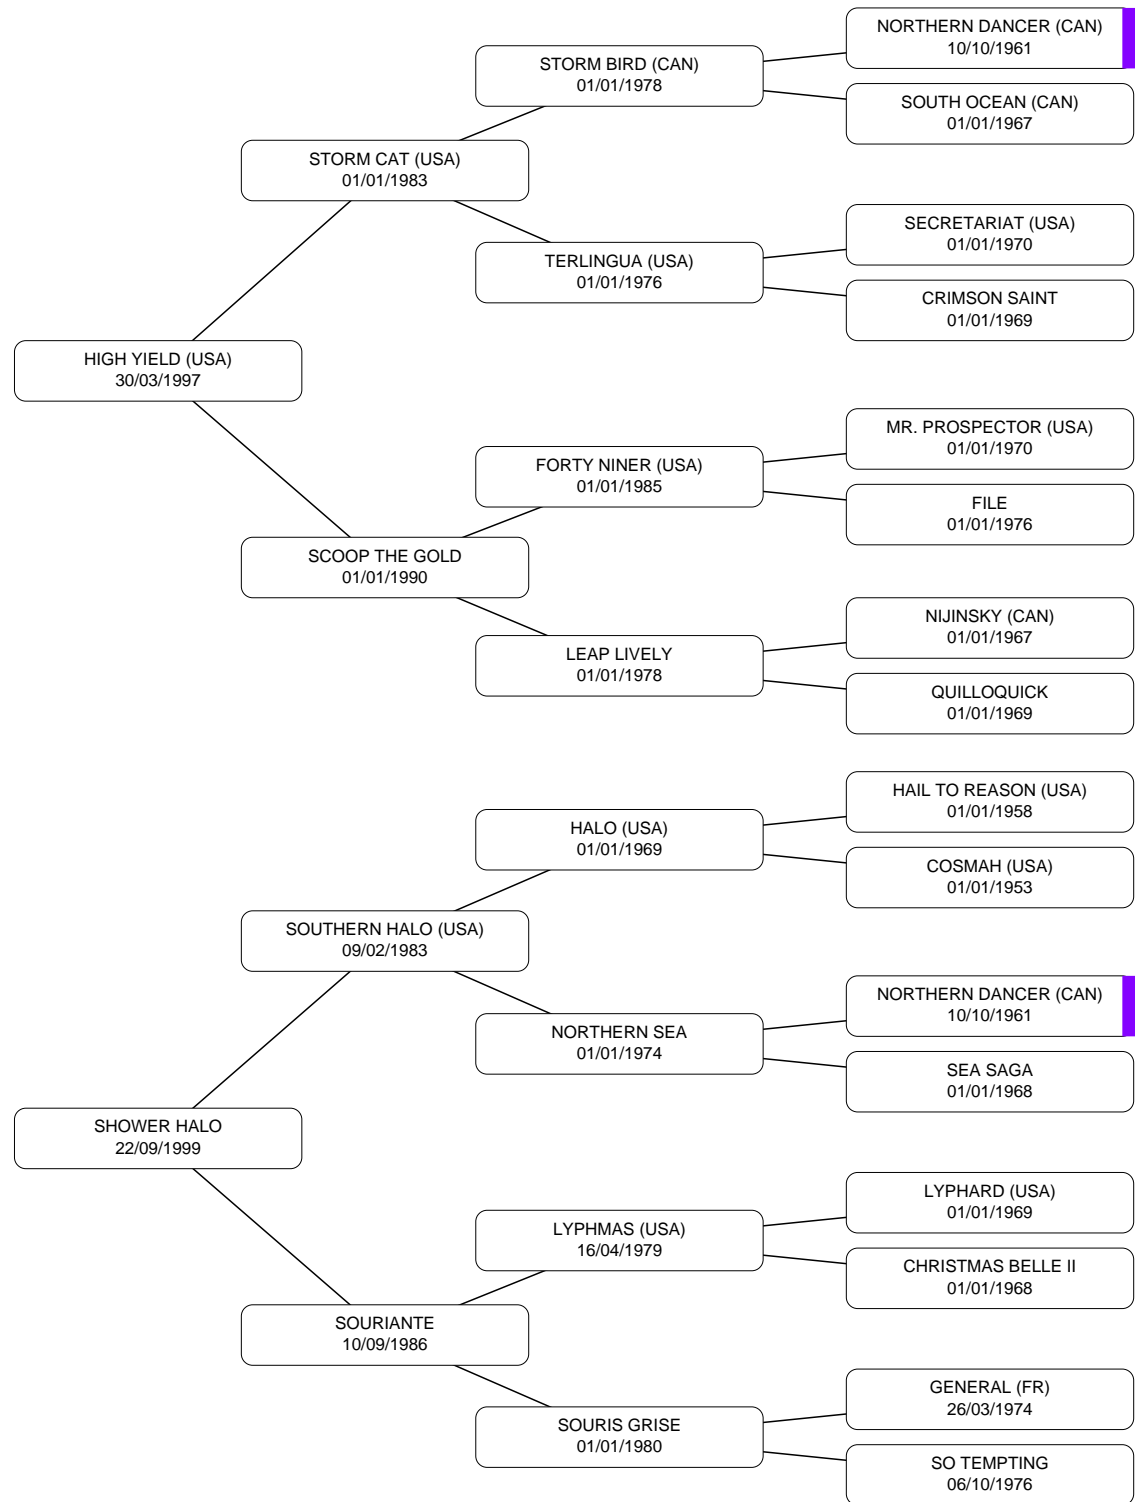 NORTHERN DANCER (CAN)
10/10/1961
STORM BIRD (CAN)
01/01/1978
SOUTH OCEAN (CAN)
01/01/1967
STORM CAT (USA)
01/01/1983
SECRETARIAT (USA)
01/01/1970
TERLINGUA (USA)
01/01/1976
CRIMSON SAINT
01/01/1969
HIGH YIELD (USA)
30/03/1997
MR. PROSPECTOR (USA)
01/01/1970
FORTY NINER (USA)
01/01/1985
FILE
01/01/1976
SCOOP THE GOLD
01/01/1990
NIJINSKY (CAN)
01/01/1967
LEAP LIVELY
01/01/1978
QUILLOQUICK
01/01/1969
HAIL TO REASON (USA)
01/01/1958
HALO (USA)
01/01/1969
COSMAH (USA)
01/01/1953
SOUTHERN HALO (USA)
09/02/1983
NORTHERN DANCER (CAN)
10/10/1961
NORTHERN SEA
01/01/1974
SEA SAGA
01/01/1968
SHOWER HALO
22/09/1999
LYPHARD (USA)
01/01/1969
LYPHMAS (USA)
16/04/1979
CHRISTMAS BELLE II
01/01/1968
SOURIANTE
10/09/1986
GENERAL (FR)
26/03/1974
SOURIS GRISE
01/01/1980
SO TEMPTING
06/10/1976